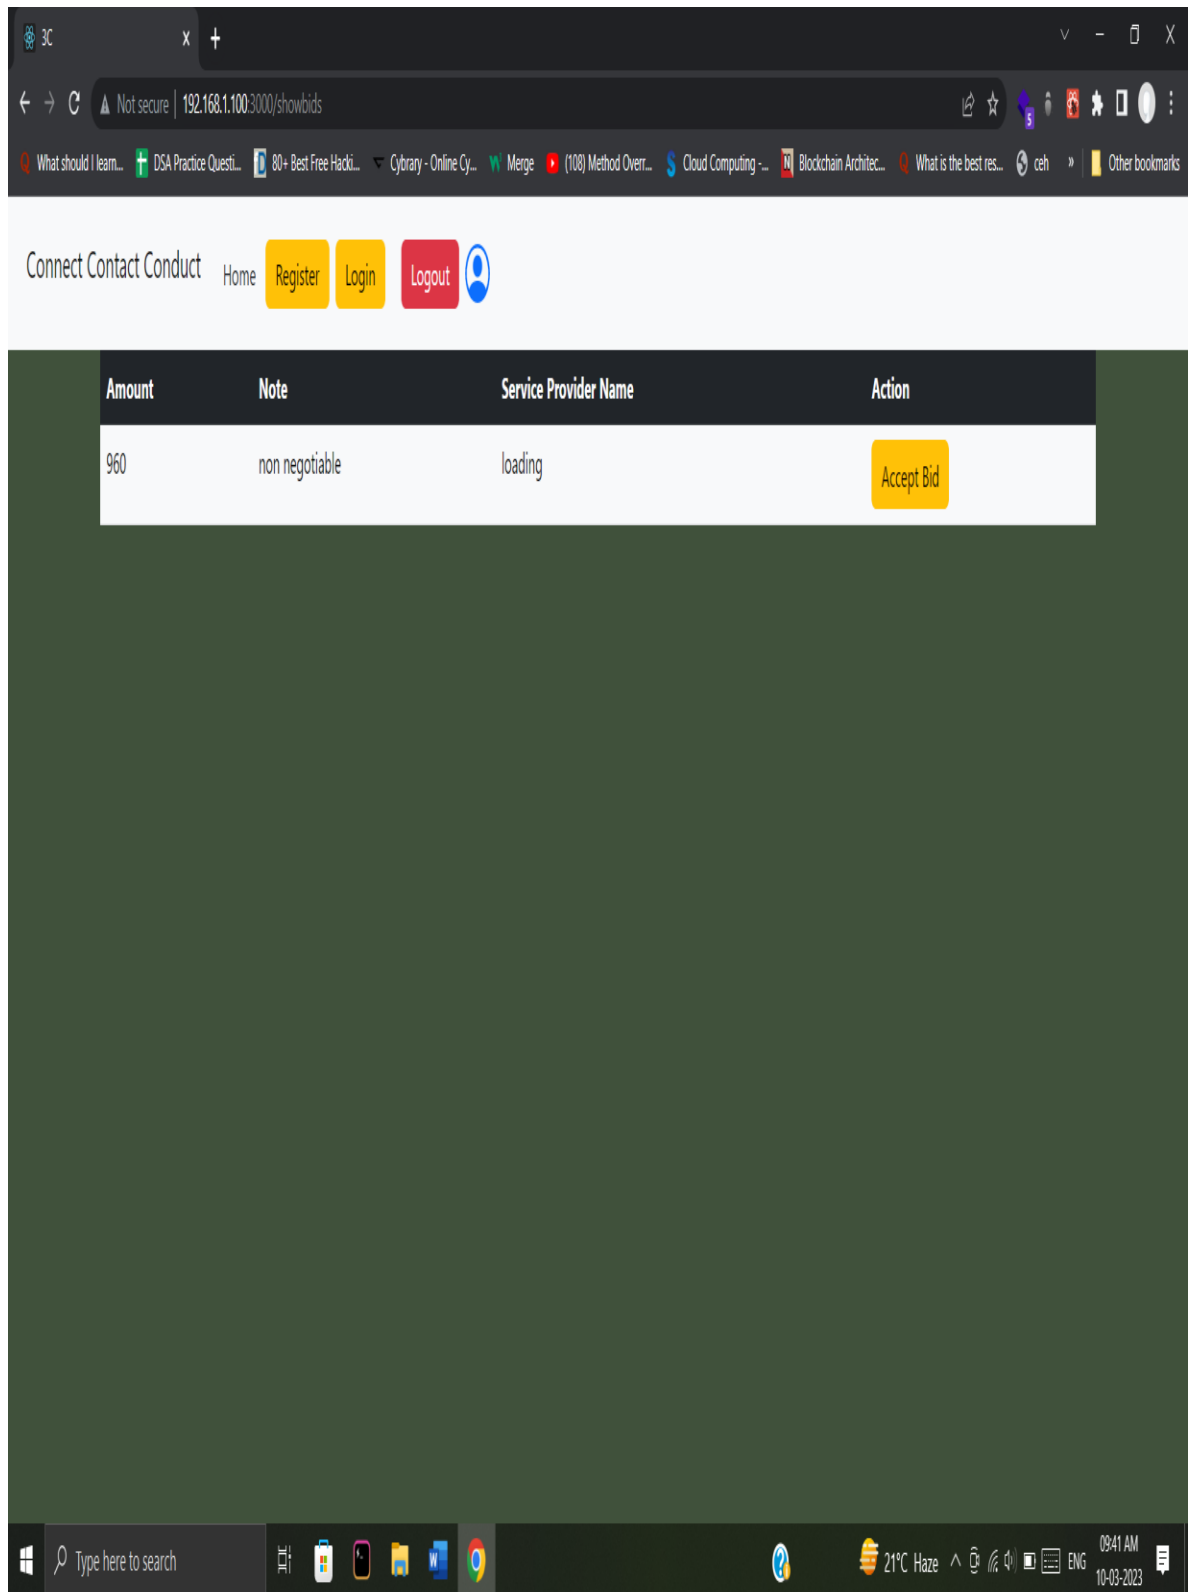 3C
Not secure | 192.168.1.100:3000/showbids
5
What should I learn... DSA Practice Questi... 80+ Best Free Hacki... Cybrary - Online Cy... Merge (108) Method Overr... Cloud Computing -... Blockchain Architec... What is the best res... ceh » Other bookmarks
Connect Contact Conduct Home Register Login Logout
Amount Note Service Provider Name Action
960 non negotiable loading Accept Bid
Type here to search 21°C Haze ENG 09:41 AM
10-03-2023